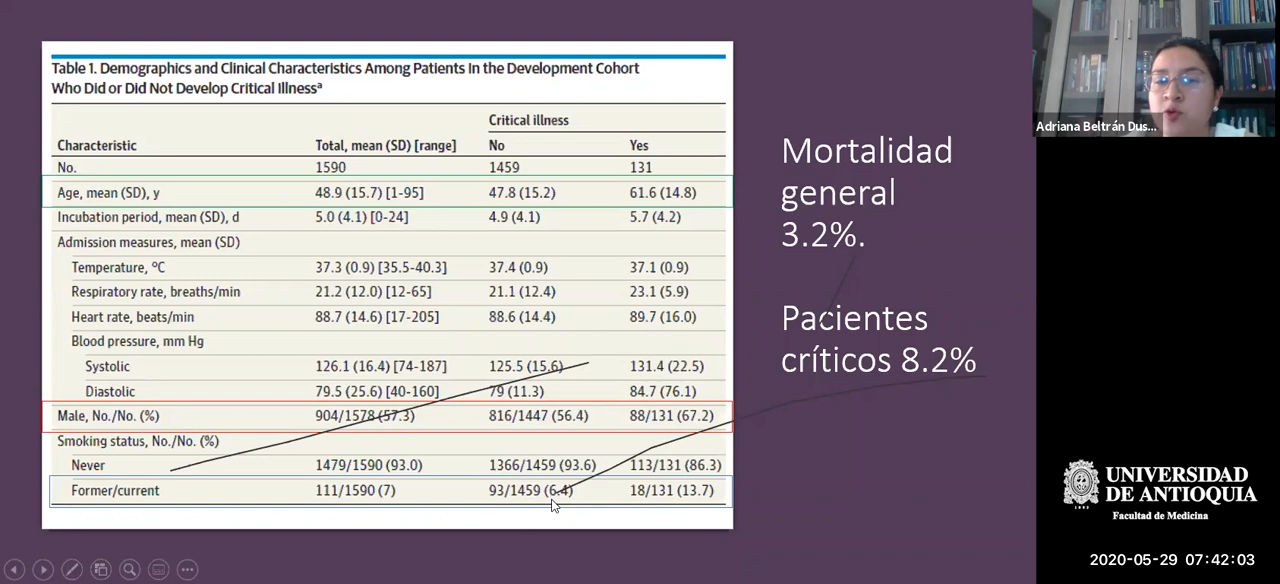 Table 1. Demographics and Clinical Characteristics Among Patients In the Development Cohort
Who Did or Did Not Develop Critical Illnessª
Critical illness
Characteristic Total, mean (SD) [range] No Yes
No. 1590 1459 131
Age, mean (SD), y 48.9 (15.7) [1-95] 47.8 (15.2) 61.6 (14.8)
Incubation period, mean (SD), d 5.0 (4.1) [0-24] 4.9 (4.1) 5.7 (4.2)
Admission measures, mean (SD)
Temperature, ºC 37.3 (0.9) [35.5-40.3] 37.4 (0.9) 37.1 (0.9)
Respiratory rate, breaths/min 21.2 (12.0) [12-65] 21.1 (12.4) 23.1 (5.9)
Heart rate, beats/min 88.7 (14.6) [17-205] 88.6 (14.4) 89.7 (16.0)
Blood pressure, mm Hg
Systolic 126.1 (16.4) [74-187] 125.5 (15.6) 131.4 (22.5)
Diastolic 79.5 (25.6) [40-160] 79 (11.3) 84.7 (76.1)
Male, No./No. (%) 904/1578 (57.3) 816/1447 (56.4) 88/131 (67.2)
Smoking status, No./No. (%)
Never 1479/1590 (93.0) 1366/1459 (93.6) 113/131 (86.3)
Former/current 111/1590 (7) 93/1459 (6.4) 18/131 (13.7)
Mortalidad
general
3.2%.
Pacientes
críticos 8.2%
Adriana Beltrán Dus...
UNIVERSIDAD
DE ANTIOQUIA
Facultad de Medicina
2020-05-29 07:42:03